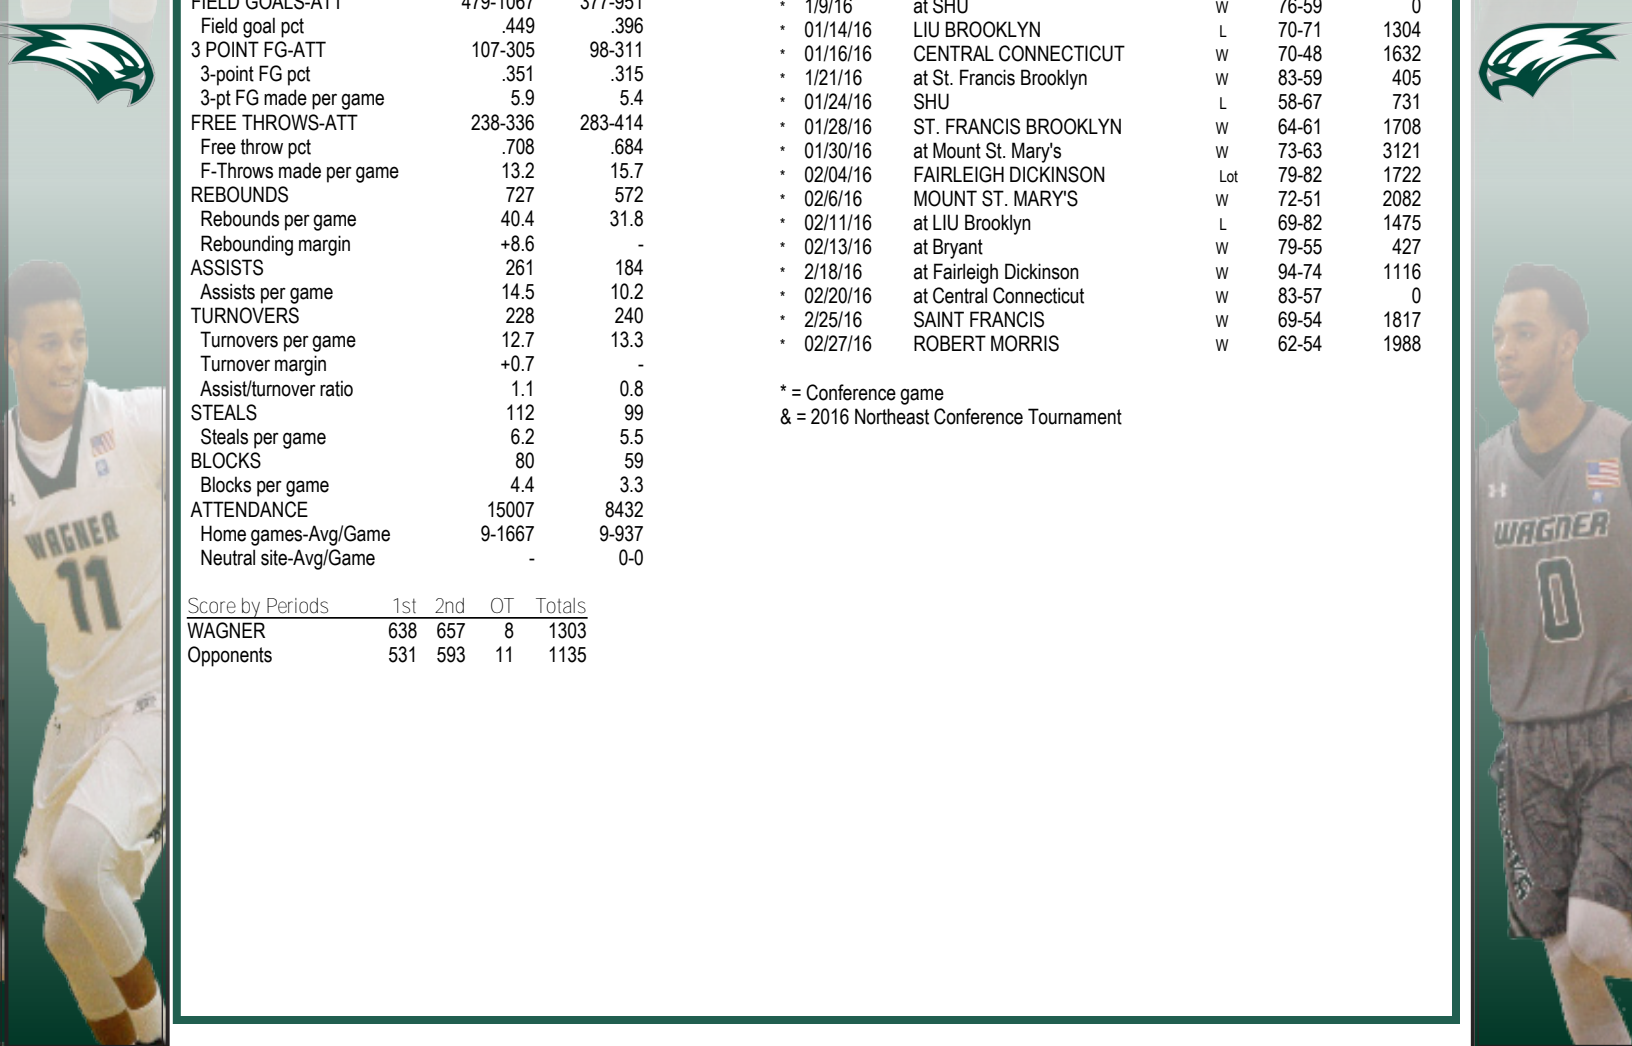 FIELD GOALS-ATT 479-1067 377-951
Field goal pct .449 .396
3 POINT FG-ATT 107-305 98-311
3-point FG pct .351 .315
3-pt FG made per game 5.9 5.4
FREE THROWS-ATT 238-336 283-414
Free throw pct .708 .684
F-Throws made per game 13.2 15.7
REBOUNDS 727 572
Rebounds per game 40.4 31.8
Rebounding margin +8.6 -
ASSISTS 261 184
Assists per game 14.5 10.2
TURNOVERS 228 240
Turnovers per game 12.7 13.3
Turnover margin +0.7 -
Assist/turnover ratio 1.1 0.8
STEALS 112 99
Steals per game 6.2 5.5
BLOCKS 80 59
Blocks per game 4.4 3.3
ATTENDANCE 15007 8432
Home games-Avg/Game 9-1667 9-937
Neutral site-Avg/Game - 0-0
Score by Periods 1st 2nd OT Totals
WAGNER 638 657 8 1303
Opponents 531 593 11 1135
* 1/9/16 at SHU W 76-59 0
* 01/14/16 LIU BROOKLYN L 70-71 1304
* 01/16/16 CENTRAL CONNECTICUT W 70-48 1632
* 1/21/16 at St. Francis Brooklyn W 83-59 405
* 01/24/16 SHU L 58-67 731
* 01/28/16 ST. FRANCIS BROOKLYN W 64-61 1708
* 01/30/16 at Mount St. Mary's W 73-63 3121
* 02/04/16 FAIRLEIGH DICKINSON Lot 79-82 1722
* 02/6/16 MOUNT ST. MARY'S W 72-51 2082
* 02/11/16 at LIU Brooklyn L 69-82 1475
* 02/13/16 at Bryant W 79-55 427
* 2/18/16 at Fairleigh Dickinson W 94-74 1116
* 02/20/16 at Central Connecticut W 83-57 0
* 2/25/16 SAINT FRANCIS W 69-54 1817
* 02/27/16 ROBERT MORRIS W 62-54 1988
* = Conference game
& = 2016 Northeast Conference Tournament
WAGNER
11
WAGNER
0